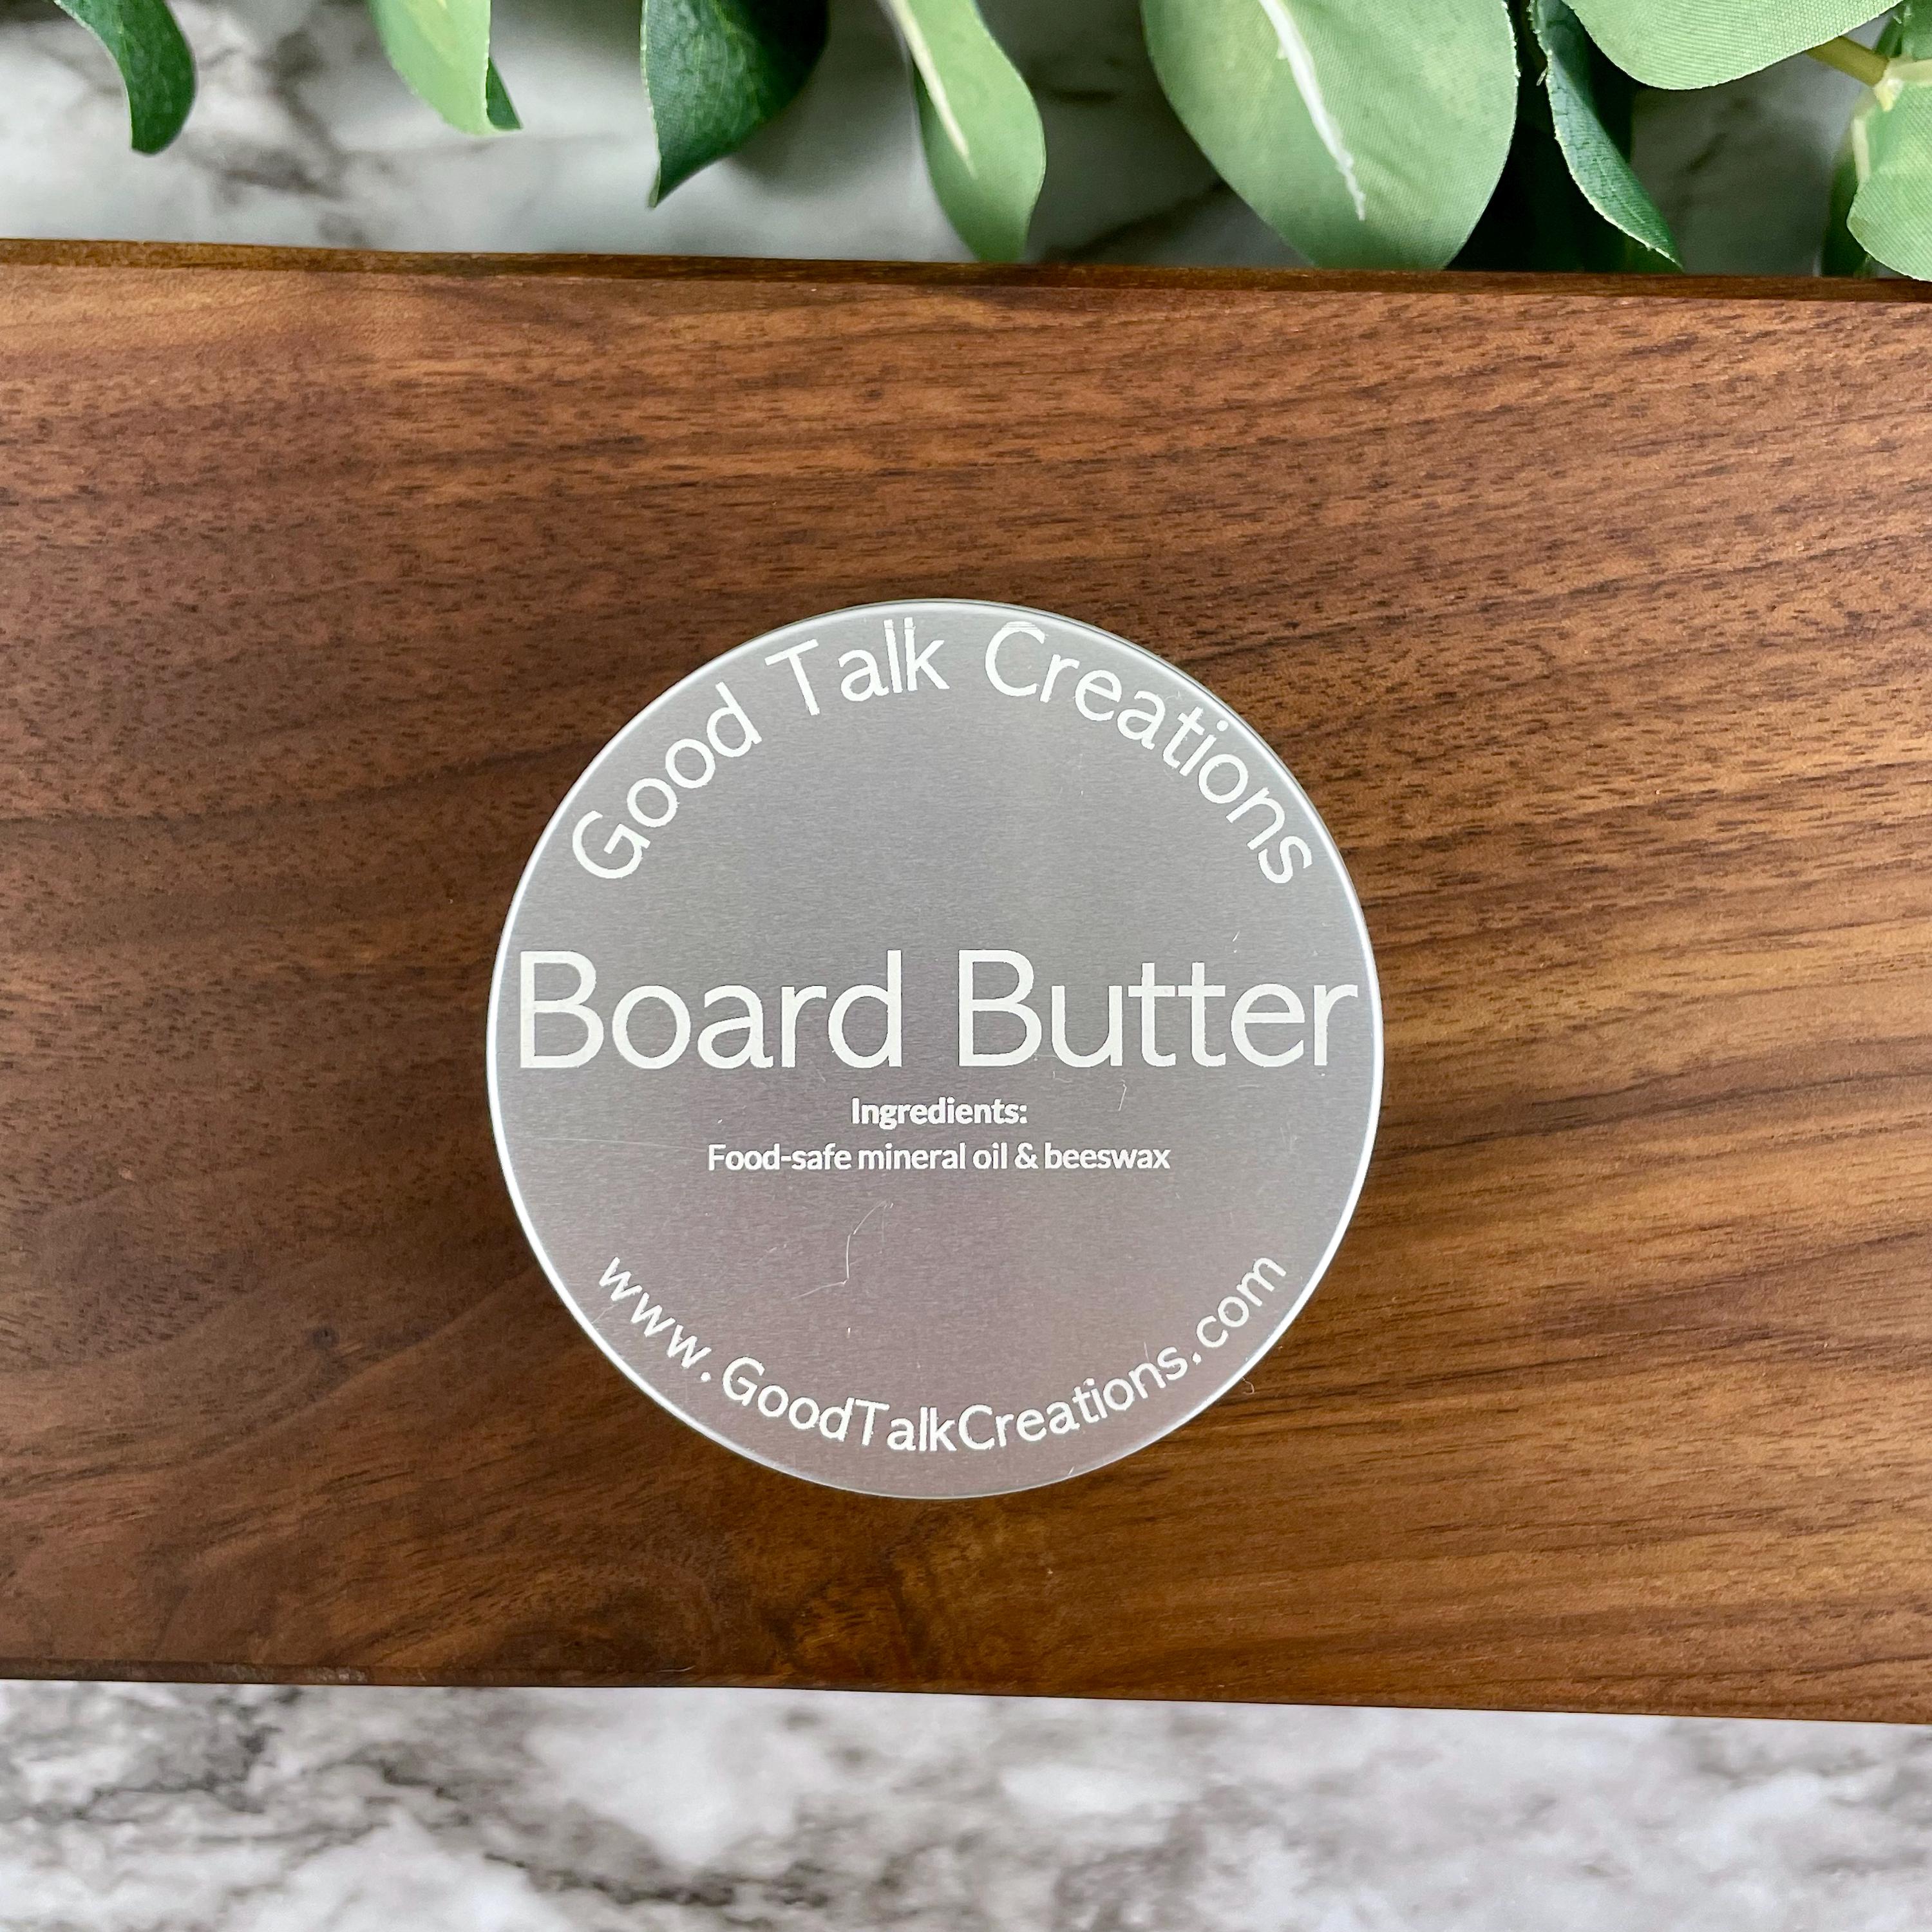 Good Talk Creations
Board Butter
Ingredients:
Food-safe mineral oil & beeswax
www.GoodTalkCreations.com